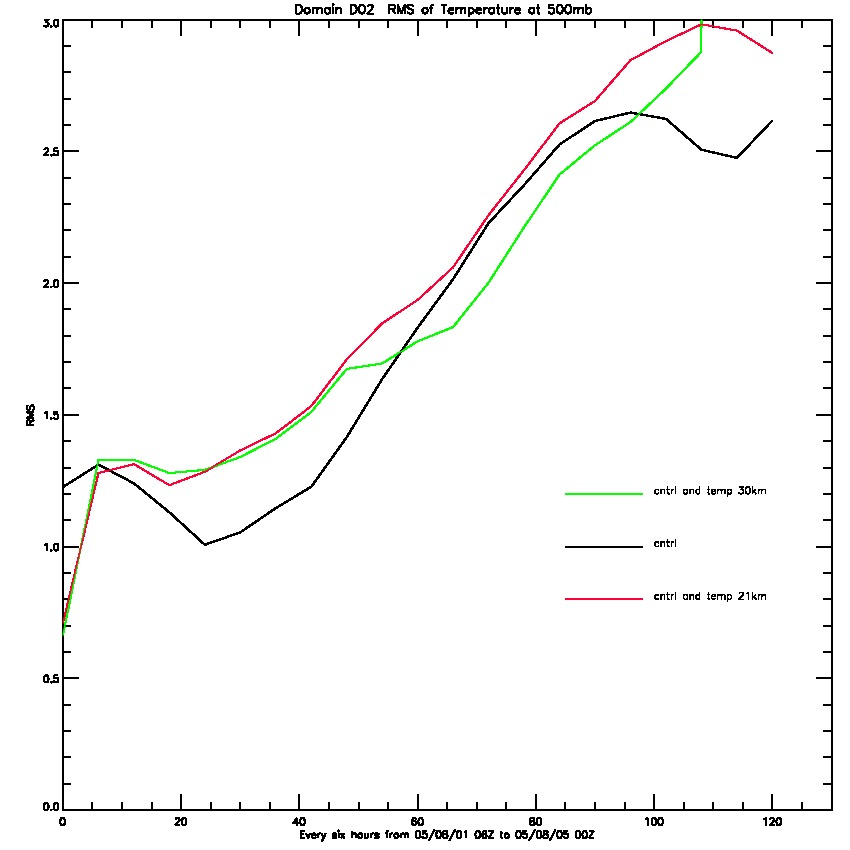 Domain D02  RMS of Temperature at 500mb
3.0
2.5
2.0
1.5
RMS
cntrl and temp 30km
1.0
cntrl
cntrl and temp 21km
0.5
0.0
0 20 40 60 80 100 120
Every six hours from 05/08/01 06Z to 05/08/05 00Z